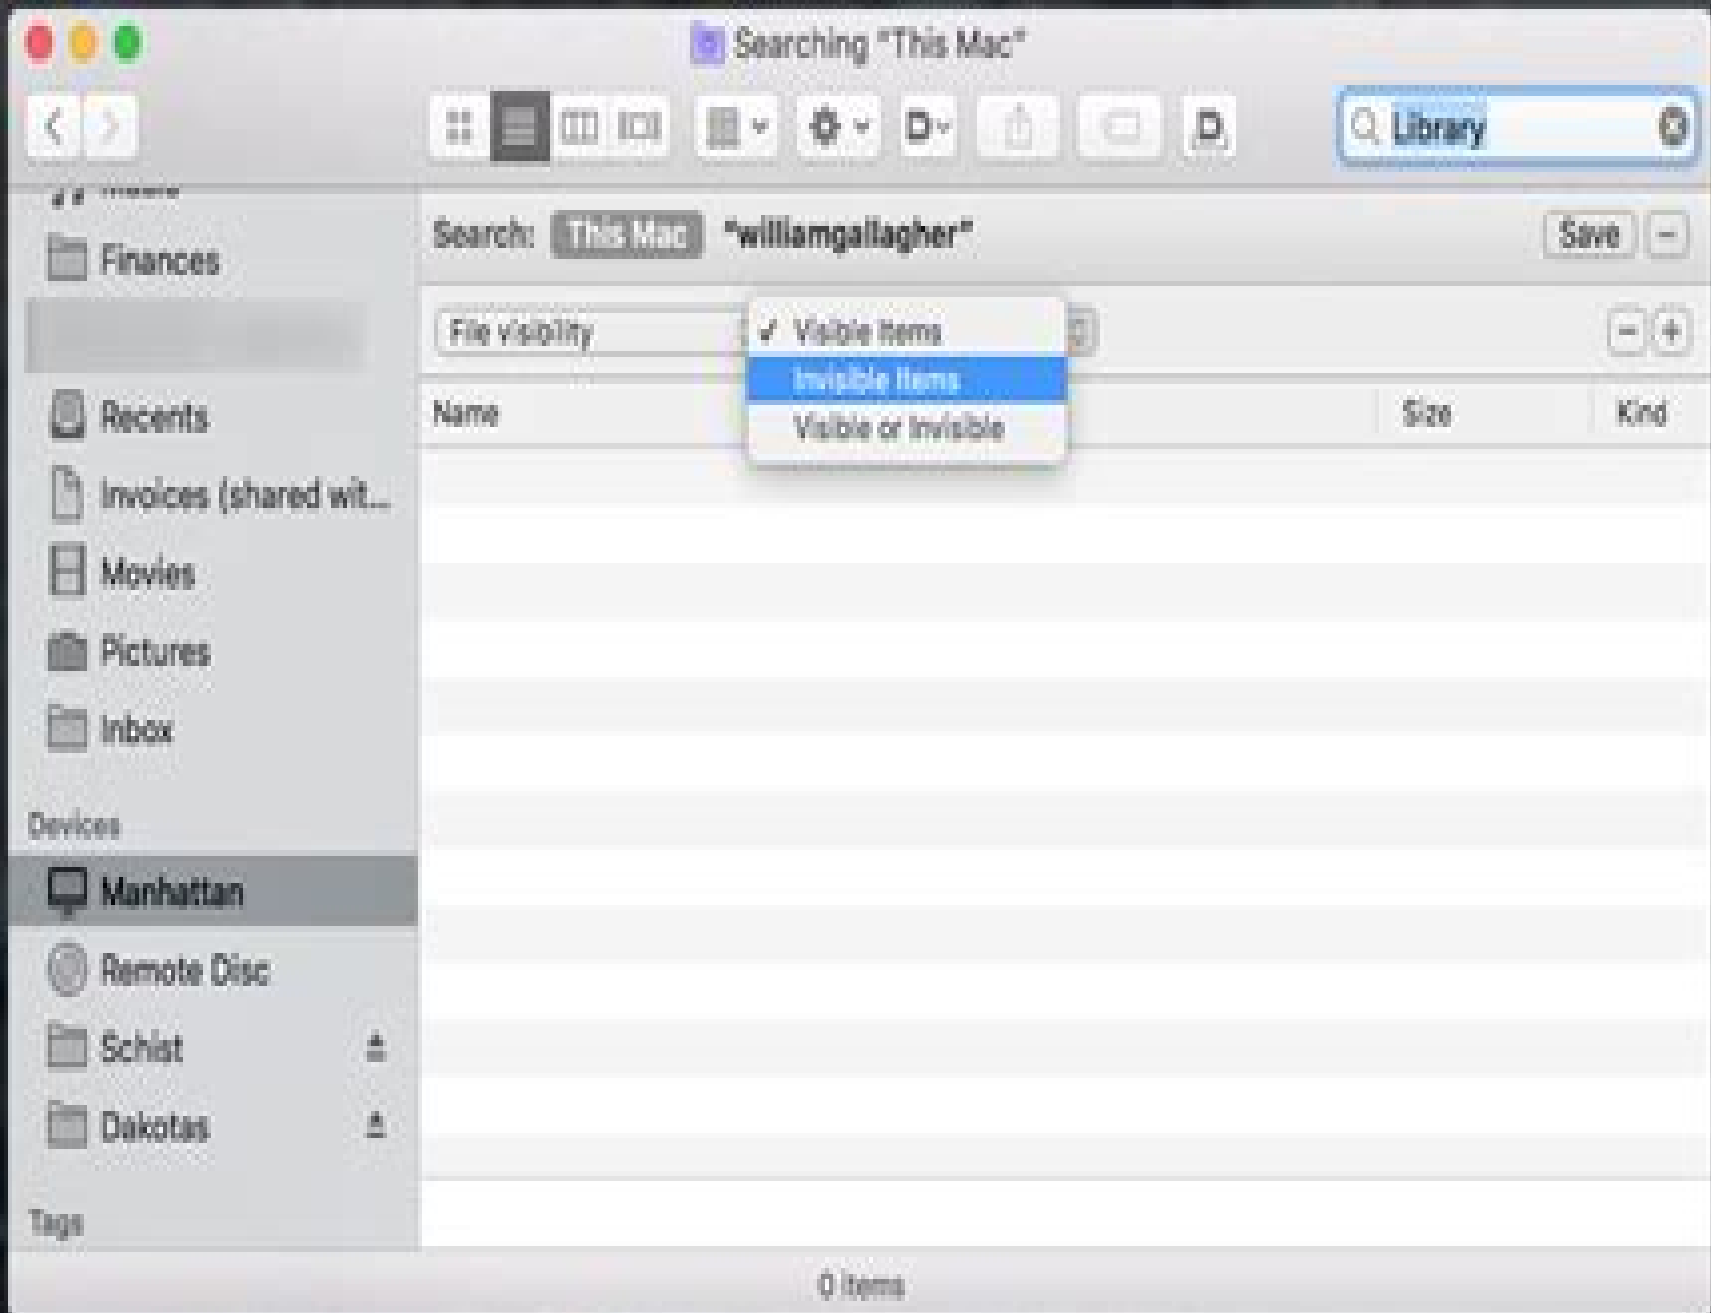 Searching "This Mac"
Library
Search: This Mac "williamgallagher" Save
File visibility
✓ Visible Items
Invisible Items
Visible or Invisible
Name Size Kind
Music
Finances
Recents
Invoices (shared wit...
Movies
Pictures
Inbox
Devices
Manhattan
Remote Disc
Schist
Dakotas
Tags
0 items